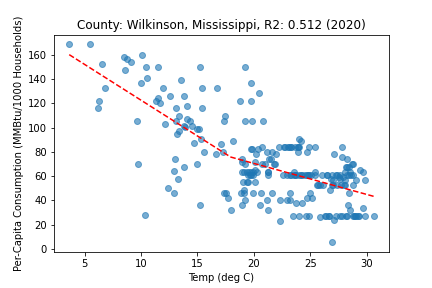 County: Wilkinson, Mississippi, R2: 0.512 (2020)
Per-Capita Consumption (MMBtu/1000 Households)
160
140
120
100
80
60
40
20
0
5 10 15 20 25 30
Temp (deg C)